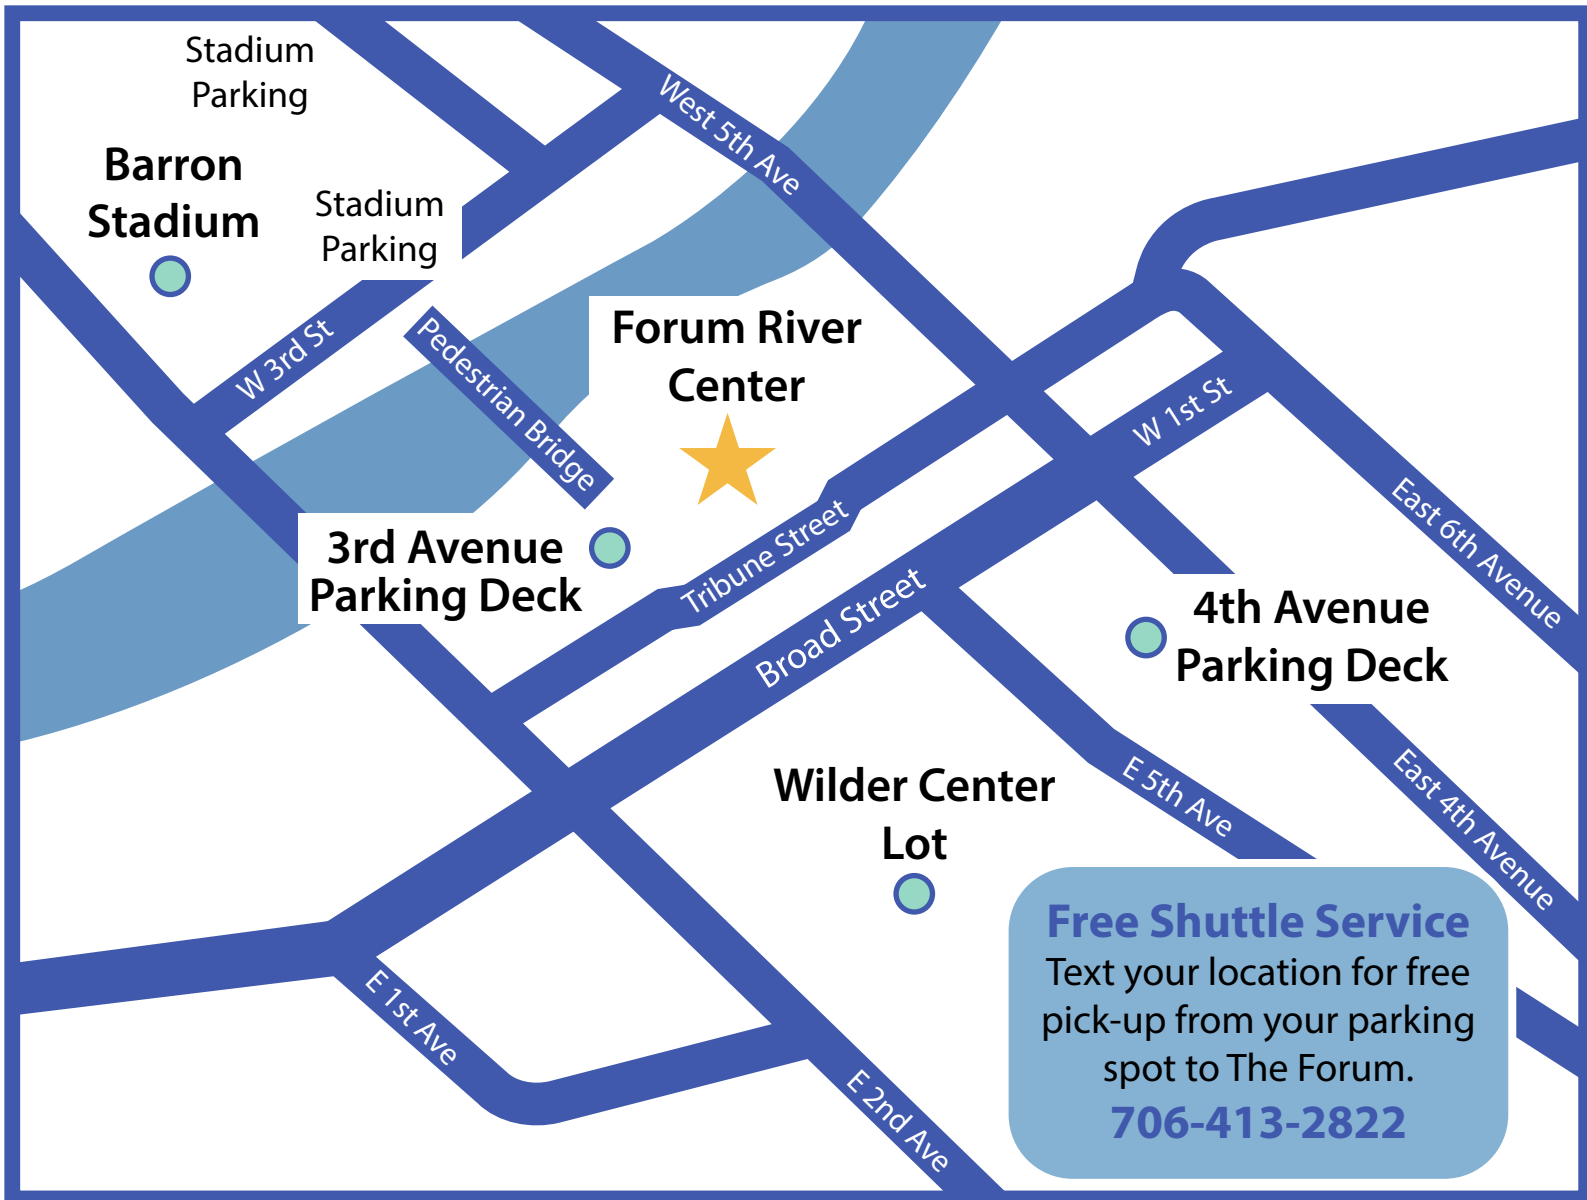 Stadium
Parking
Barron
Stadium
Stadium
Parking
West 5th Ave
W 3rd St
Pedestrian Bridge
Forum River
Center
W 1st St
3rd Avenue
Parking Deck
Tribune Street
Broad Street
East 6th Avenue
4th Avenue
Parking Deck
Wilder Center
Lot
E 5th Ave
East 4th Avenue
E 1st Ave
E 2nd Ave
Free Shuttle Service
Text your location for free
pick-up from your parking
spot to The Forum.
706-413-2822